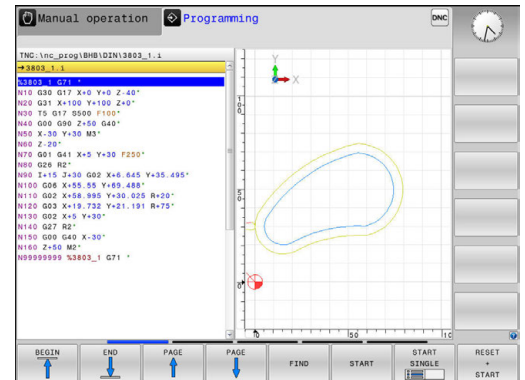 Manual operation
Programming
DNC
TNC:\nc_prog\BHB\DIN\3803_1.i
→3803_1.i
%3803_1 G71 *
N10 G30 G17 X+0 Y+0 Z-40*
N20 G31 X+100 Y+100 Z+0*
N30 T5 G17 S500 F100*
N40 G00 G90 Z+50 G40*
N50 X-30 Y+30 M3*
N60 Z-20*
N70 G01 G41 X+5 Y+30 F250*
N80 G26 R2*
N90 I+15 J+30 G02 X+6.645 Y+35.495*
N100 G06 X+55.55 Y+69.488*
N110 G02 X+58.995 Y+30.025 R+20*
N120 G03 X+19.732 Y+21.191 R+75*
N130 G02 X+5 Y+30*
N140 G27 R2*
N150 G00 G40 X-30*
N160 Z+50 M2*
N99999999 %3803_1 G71 *
Y
X
100
50
0
0
50
10
BEGIN
END
PAGE
PAGE
FIND
START
START
SINGLE
RESET
+
START